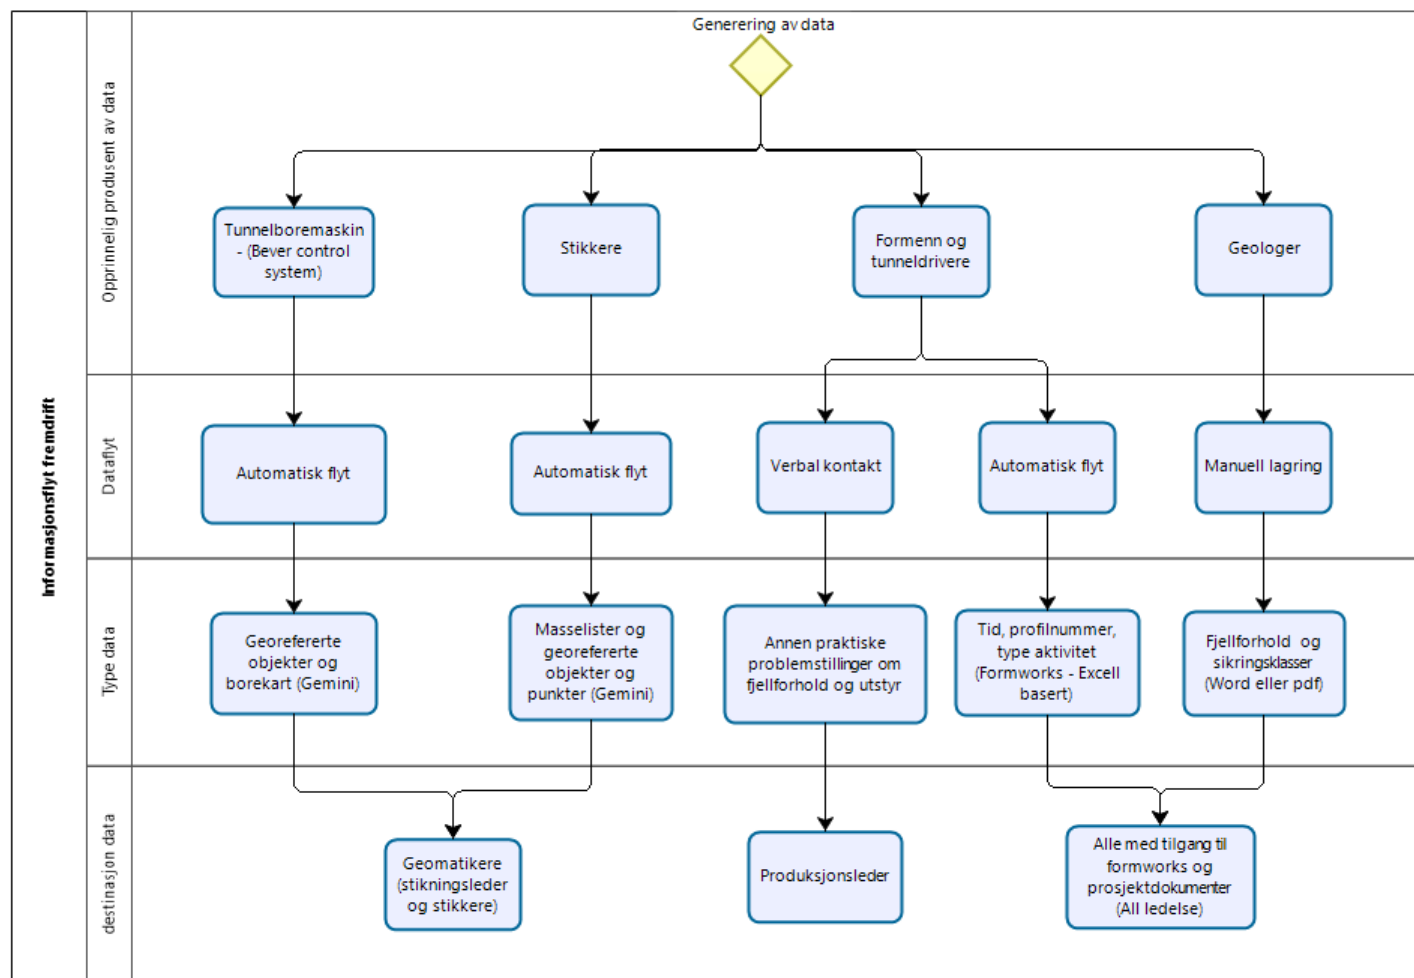 Generering av data
Informasjonsflyt fremdrift
Opprinnelig produsent av data
Tunnelboremaskin
- (Bever control
system)
Stikkere
Formenn og
tunneldrivere
Geologer
Dataflyt
Automatisk flyt
Automatisk flyt
Verbal kontakt
Automatisk flyt
Manuell lagring
Type data
Georefererte
objekter og
borekart (Gemini)
Masselister og
georefererte
objekter og
punkter (Gemini)
Annen praktiske
problemstillinger om
fjellforhold og utstyr
Tid, profilnummer,
type aktivitet
(Formworks - Excell
basert)
Fjellforhold og
sikringsklasser
(Word eller pdf)
destinasjon data
Geomatikere
(stikningsleder
og stikkere)
Produksjonsleder
Alle med tilgang til
formworks og
prosjektdokumenter
(All ledelse)